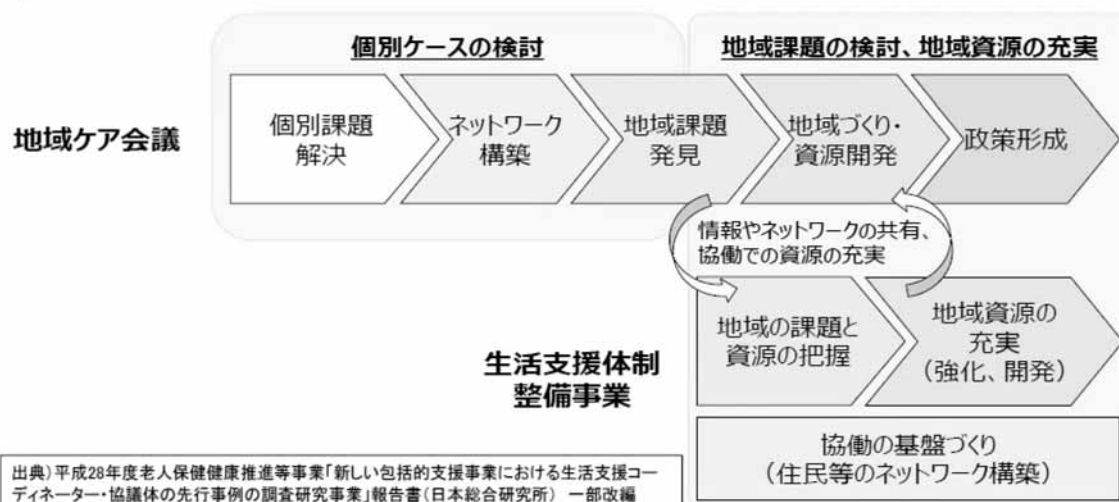 個別ケースの検討
地域課題の検討、地域資源の充実
地域ケア会議
個別課題
解決
ネットワーク
構築
地域課題
発見
地域づくり・
資源開発
政策形成
情報やネットワークの共有、
協働での資源の充実
生活支援体制
整備事業
地域の課題と
資源の把握
地域資源の
充実
（強化、開発）
協働の基盤づくり
（住民等のネットワーク構築）
出典）平成28年度老人保健健康推進等事業「新しい包括的支援事業における生活支援コー
ディネーター・協議体の先行事例の調査研究事業」報告書（日本総合研究所）　一部改編